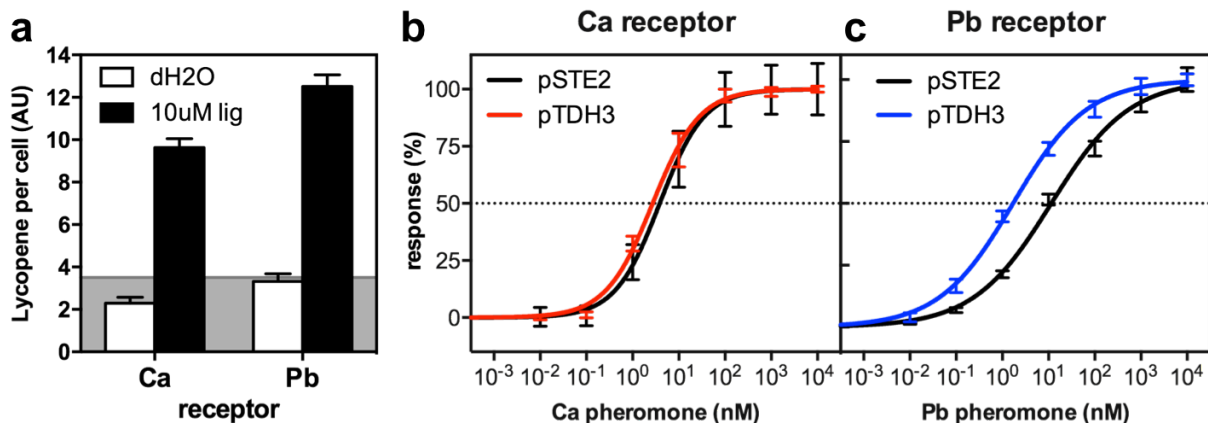 a
Lycopene per cell (AU)
14
12
10
8
6
4
2
0
dH2O
10uM lig
Ca
Pb
receptor
b
Ca receptor
pSTE2
pTDH3
response (%)
100
75
50
25
0
10⁻³ 10⁻² 10⁻¹ 10⁰ 10¹ 10² 10³ 10⁴
Ca pheromone (nM)
c
Pb receptor
pSTE2
pTDH3
10⁻³ 10⁻² 10⁻¹ 10⁰ 10¹ 10² 10³ 10⁴
Pb pheromone (nM)